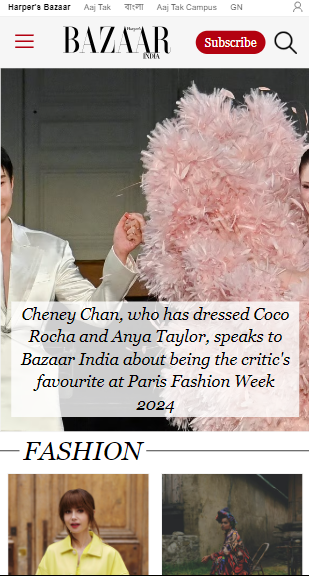 Harper's Bazaar Aaj Tak বাংলা Aaj Tak Campus GN
Harper's
BAZAAR
INDIA
Subscribe
Cheney Chan, who has dressed Coco
Rocha and Anya Taylor, speaks to
Bazaar India about being the critic's
favourite at Paris Fashion Week
2024
FASHION